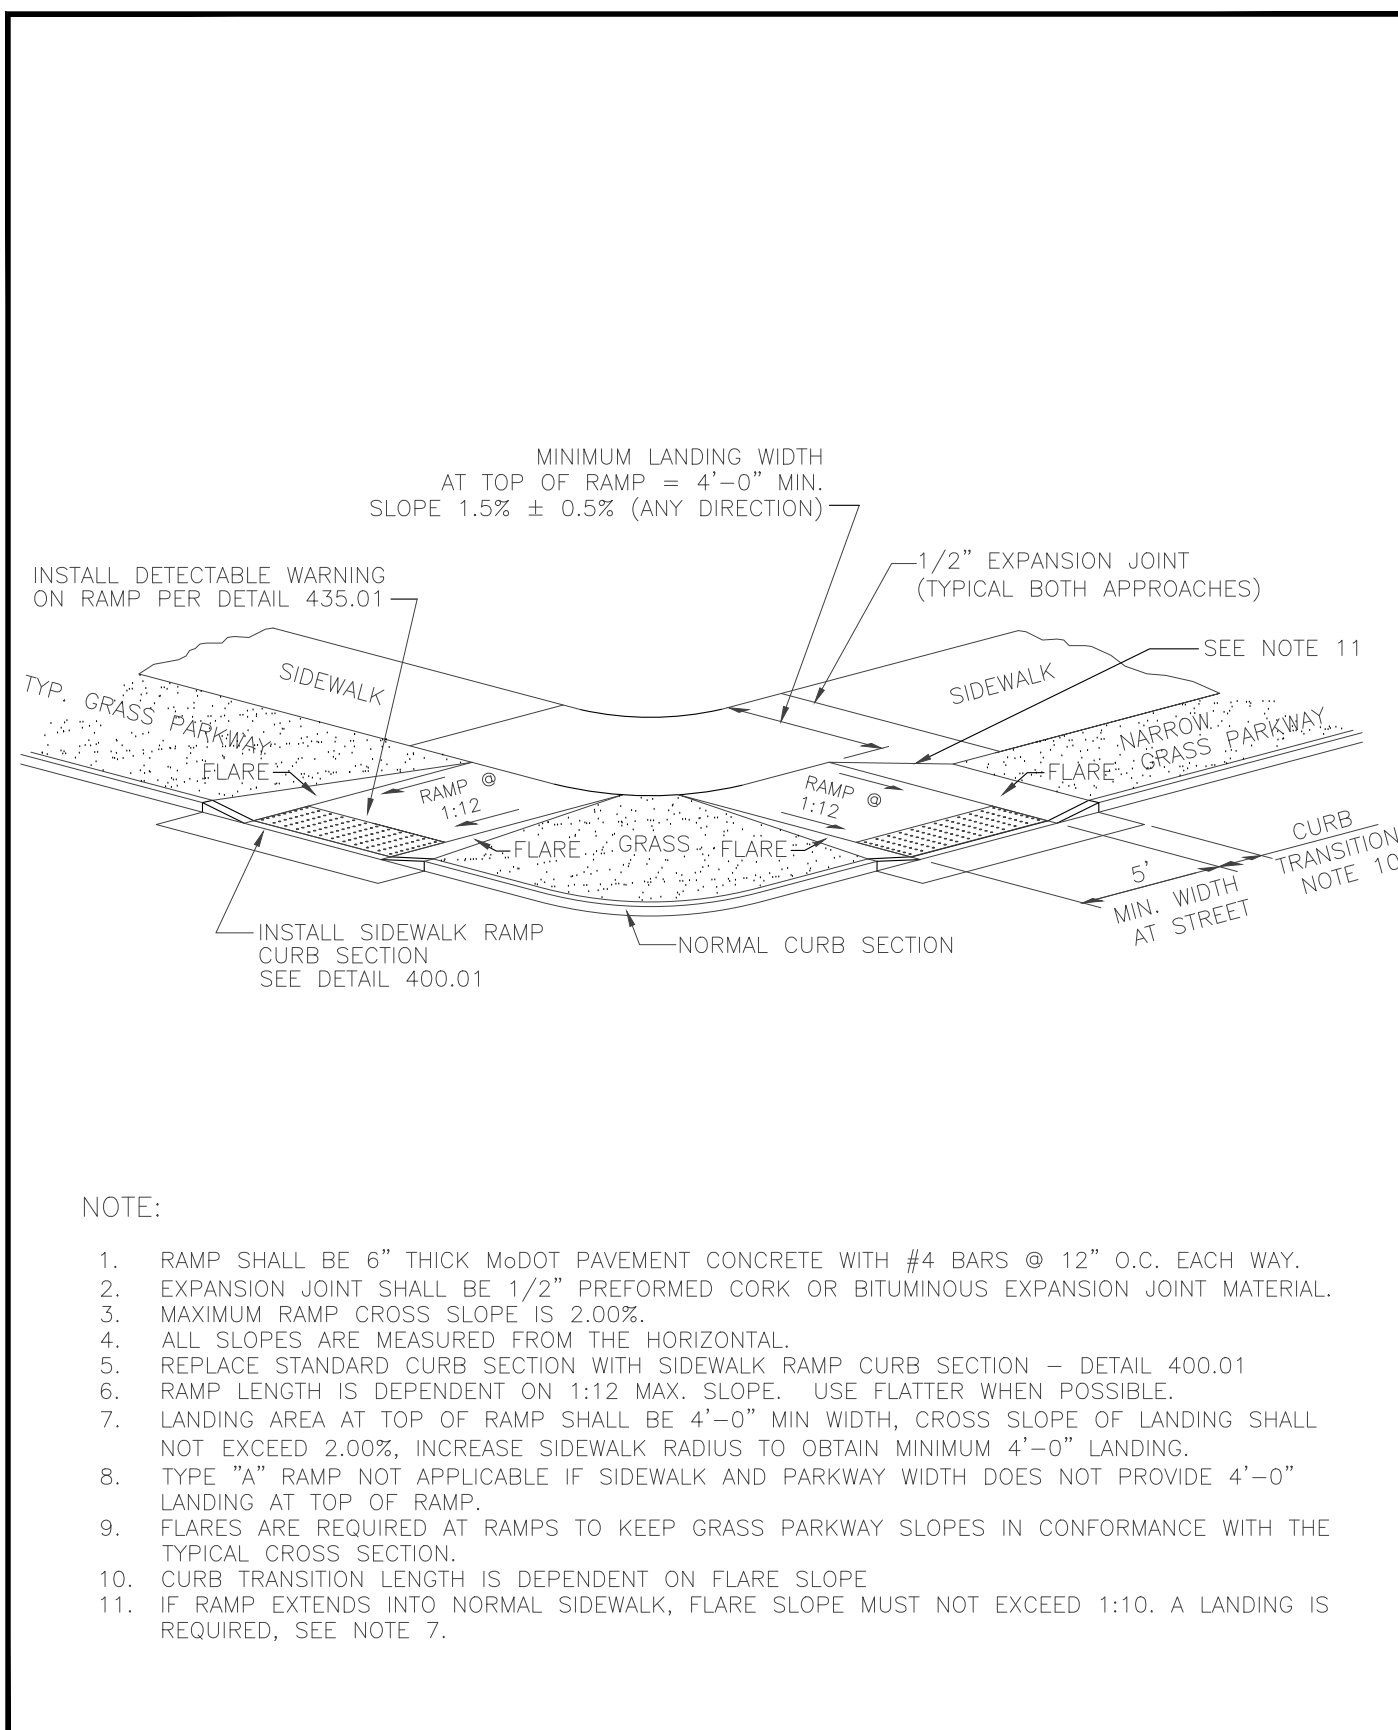 MINIMUM LANDING WIDTH
AT TOP OF RAMP = 4'-0" MIN.
SLOPE 1.5% ± 0.5% (ANY DIRECTION)
1/2" EXPANSION JOINT
(TYPICAL BOTH APPROACHES)
INSTALL DETECTABLE WARNING
ON RAMP PER DETAIL 435.01
SEE NOTE 11
SIDEWALK
SIDEWALK
TYP. GRASS PARKWAY
NARROW
GRASS PARKWAY
FLARE
RAMP @
1:12
RAMP @
1:12
FLARE
FLARE
GRASS
FLARE
CURB
TRANSITION
NOTE 10
5'
MIN. WIDTH
AT STREET
INSTALL SIDEWALK RAMP
CURB SECTION
SEE DETAIL 400.01
NORMAL CURB SECTION
NOTE:
1. RAMP SHALL BE 6" THICK MoDOT PAVEMENT CONCRETE WITH #4 BARS @ 12" O.C. EACH WAY.
2. EXPANSION JOINT SHALL BE 1/2" PREFORMED CORK OR BITUMINOUS EXPANSION JOINT MATERIAL.
3. MAXIMUM RAMP CROSS SLOPE IS 2.00%.
4. ALL SLOPES ARE MEASURED FROM THE HORIZONTAL.
5. REPLACE STANDARD CURB SECTION WITH SIDEWALK RAMP CURB SECTION – DETAIL 400.01
6. RAMP LENGTH IS DEPENDENT ON 1:12 MAX. SLOPE. USE FLATTER WHEN POSSIBLE.
7. LANDING AREA AT TOP OF RAMP SHALL BE 4'-0" MIN WIDTH, CROSS SLOPE OF LANDING SHALL
NOT EXCEED 2.00%, INCREASE SIDEWALK RADIUS TO OBTAIN MINIMUM 4'-0" LANDING.
8. TYPE "A" RAMP NOT APPLICABLE IF SIDEWALK AND PARKWAY WIDTH DOES NOT PROVIDE 4'-0"
LANDING AT TOP OF RAMP.
9. FLARES ARE REQUIRED AT RAMPS TO KEEP GRASS PARKWAY SLOPES IN CONFORMANCE WITH THE
TYPICAL CROSS SECTION.
10. CURB TRANSITION LENGTH IS DEPENDENT ON FLARE SLOPE
11. IF RAMP EXTENDS INTO NORMAL SIDEWALK, FLARE SLOPE MUST NOT EXCEED 1:10. A LANDING IS
REQUIRED, SEE NOTE 7.